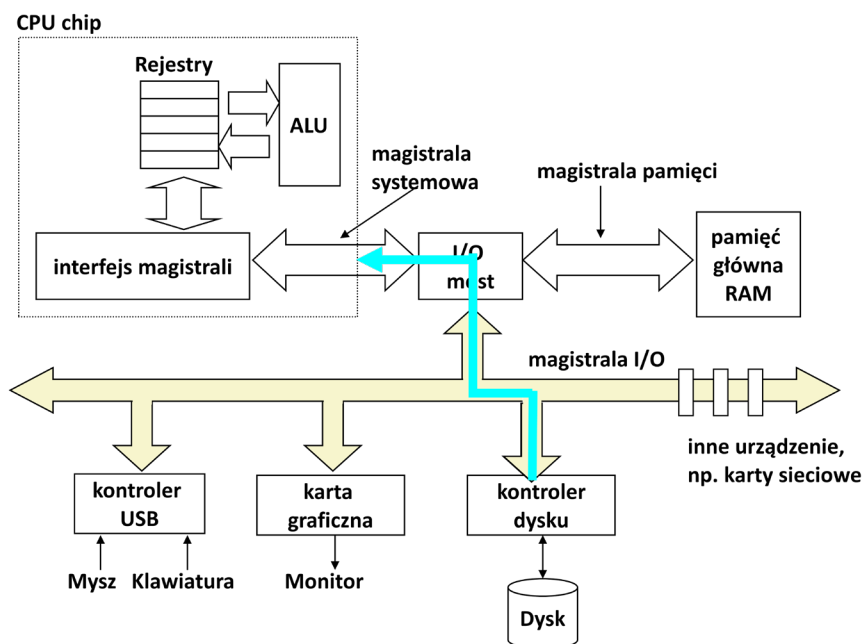 CPU chip
Rejestry
ALU
magistrala
systemowa
magistrala pamięci
interfejs magistrali
I/O
most
pamięć
główna
RAM
magistrala I/O
inne urządzenie,
np. karty sieciowe
kontroler
USB
karta
graficzna
kontroler
dysku
Mysz
Klawiatura
Monitor
Dysk